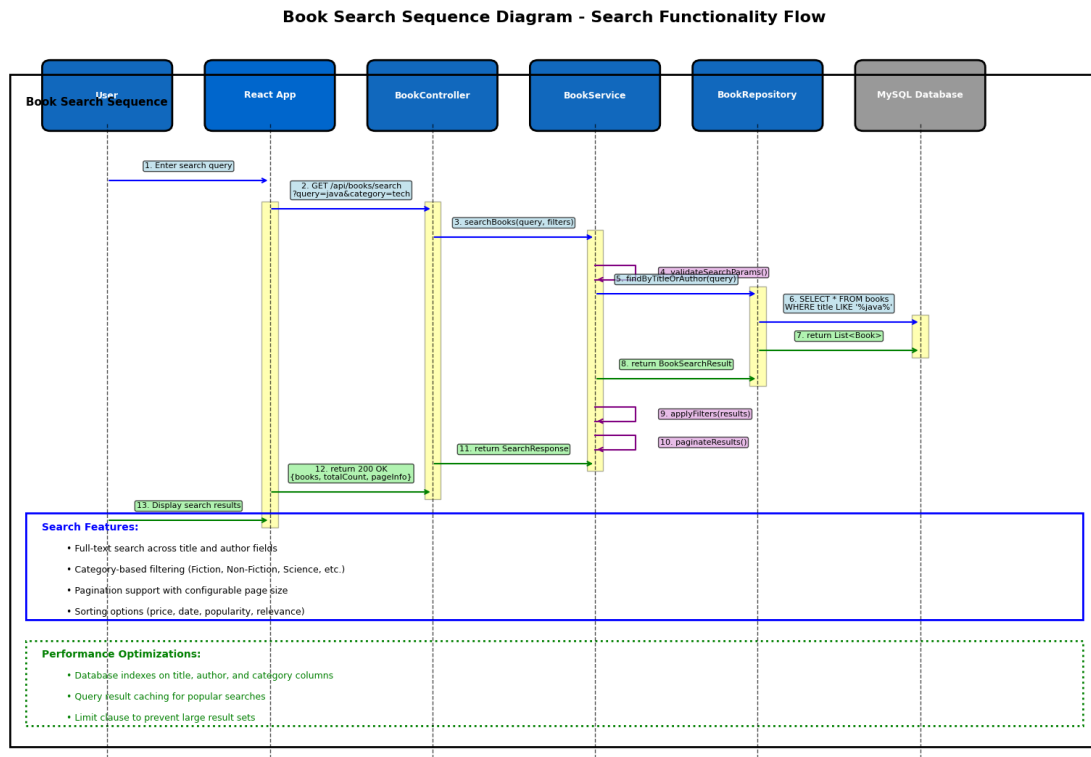 Book Search Sequence Diagram - Search Functionality Flow
User
React App
BookController
BookService
BookRepository
MySQL Database
Book Search Sequence
1. Enter search query
2. GET /api/books/search
?query=java&category=tech
3. searchBooks(query, filters)
4. validateSearchParams()
5. findByTitleOrAuthor(query)
6. SELECT * FROM books
WHERE title LIKE '%java%'
7. return List<Book>
8. return BookSearchResult
9. applyFilters(results)
10. paginateResults()
11. return SearchResponse
12. return 200 OK
{books, totalCount, pageInfo}
13. Display search results
Search Features:
• Full-text search across title and author fields
• Category-based filtering (Fiction, Non-Fiction, Science, etc.)
• Pagination support with configurable page size
• Sorting options (price, date, popularity, relevance)
Performance Optimizations:
• Database indexes on title, author, and category columns
• Query result caching for popular searches
• Limit clause to prevent large result sets